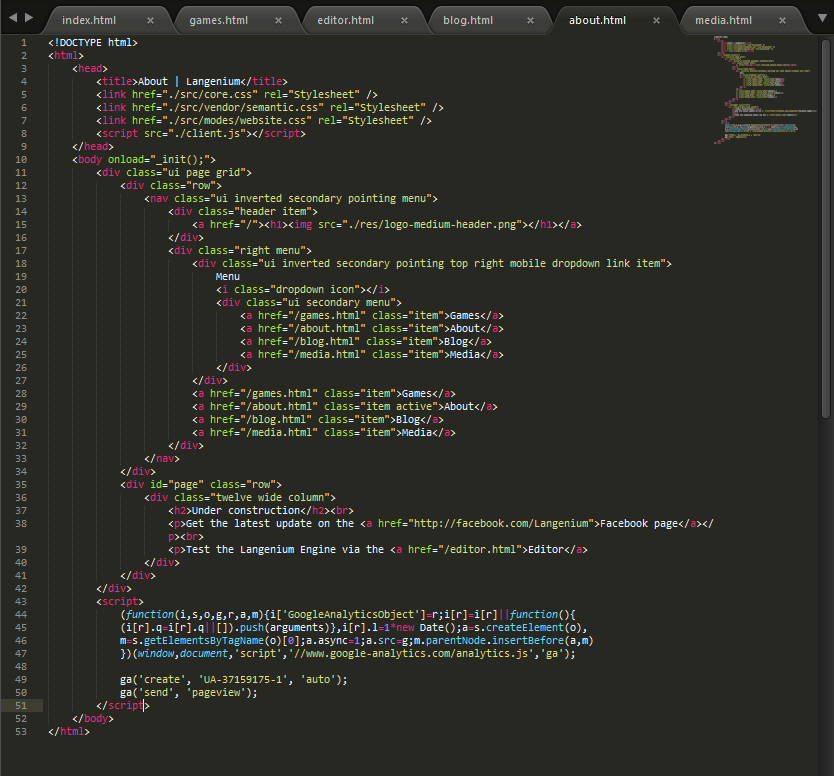 index.html × games.html × editor.html × blog.html × about.html × media.html ×
1 <!DOCTYPE html>
2 <html>
3 <head>
4 <title>About | Langenium</title>
5 <link href="./src/core.css" rel="Stylesheet" />
6 <link href="./src/vendor/semantic.css" rel="Stylesheet" />
7 <link href="./src/modes/website.css" rel="Stylesheet" />
8 <script src="./client.js"></script>
9 </head>
10 <body onload="_init();">
11 <div class="ui page grid">
12 <div class="row">
13 <nav class="ui inverted secondary pointing menu">
14 <div class="header item">
15 <a href="/"><h1><img src="./res/logo-medium-header.png"></h1></a>
16 </div>
17 <div class="right menu">
18 <div class="ui inverted secondary pointing top right mobile dropdown link item">
19 Menu
20 <i class="dropdown icon"></i>
21 <div class="ui secondary menu">
22 <a href="/games.html" class="item">Games</a>
23 <a href="/about.html" class="item">About</a>
24 <a href="/blog.html" class="item">Blog</a>
25 <a href="/media.html" class="item">Media</a>
26 </div>
27 </div>
28 <a href="/games.html" class="item">Games</a>
29 <a href="/about.html" class="item active">About</a>
30 <a href="/blog.html" class="item">Blog</a>
31 <a href="/media.html" class="item">Media</a>
32 </div>
33 </nav>
34 </div>
35 <div id="page" class="row">
36 <div class="twelve wide column">
37 <h2>Under construction</h2><br>
38 <p>Get the latest update on the <a href="http://facebook.com/Langenium">Facebook page</a></
p><br>
39 <p>Test the Langenium Engine via the <a href="/editor.html">Editor</a>
40 </div>
41 </div>
42 </div>
43 <script>
44 (function(i,s,o,g,r,a,m){i['GoogleAnalyticsObject']=r;i[r]=i[r]||function(){
45 (i[r].q=i[r].q||[]).push(arguments)},i[r].l=1*new Date();a=s.createElement(o),
46 m=s.getElementsByTagName(o)[0];a.async=1;a.src=g;m.parentNode.insertBefore(a,m)
47 })(window,document,'script','//www.google-analytics.com/analytics.js','ga');
48
49 ga('create', 'UA-37159175-1', 'auto');
50 ga('send', 'pageview');
51 </script>
52 </body>
53 </html>